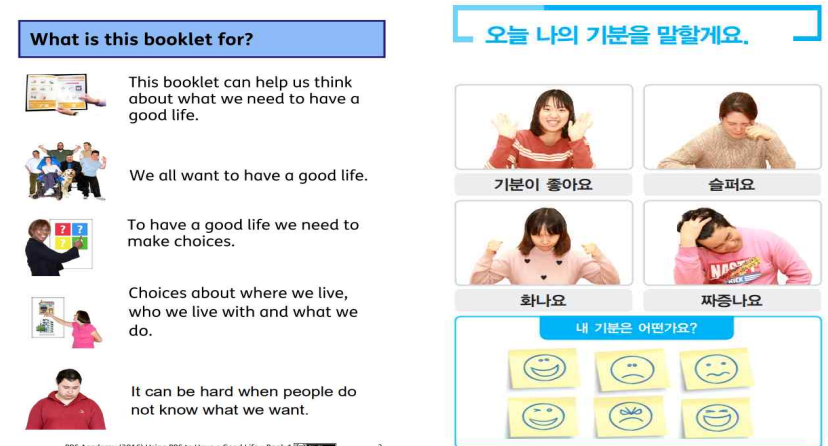 What is this booklet for?
This booklet can help us think
about what we need to have a
good life.
We all want to have a good life.
To have a good life we need to
make choices.
Choices about where we live,
who we live with and what we
do.
It can be hard when people do
not know what we want.
오늘 나의 기분을 말할게요.
기분이 좋아요
슬퍼요
화나요
짜증나요
내 기분은 어떤가요?